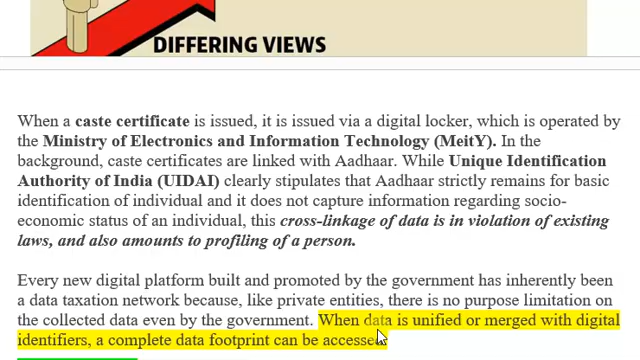 DIFFERING VIEWS
When a caste certificate is issued, it is issued via a digital locker, which is operated by
the Ministry of Electronics and Information Technology (MeitY). In the
background, caste certificates are linked with Aadhaar. While Unique Identification
Authority of India (UIDAI) clearly stipulates that Aadhaar strictly remains for basic
identification of individual and it does not capture information regarding socio-
economic status of an individual, this cross-linkage of data is in violation of existing
laws, and also amounts to profiling of a person.
Every new digital platform built and promoted by the government has inherently been
a data taxation network because, like private entities, there is no purpose limitation on
the collected data even by the government. When data is unified or merged with digital
identifiers, a complete data footprint can be accessed.